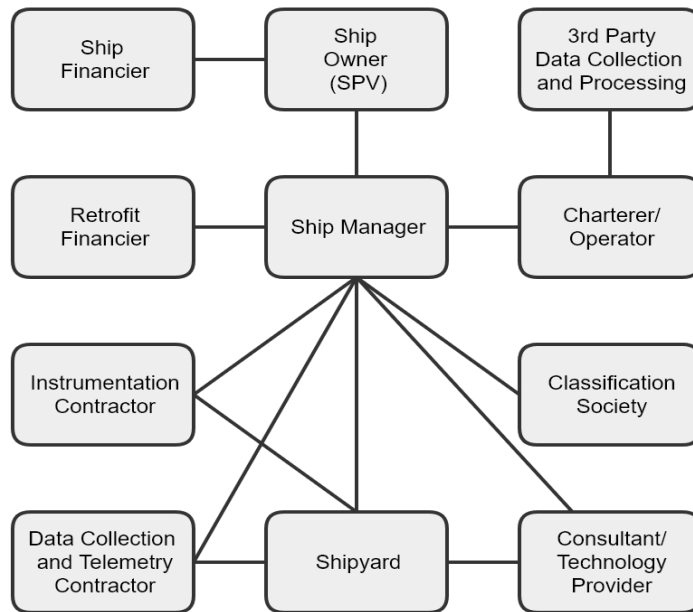 Ship
Financier
Ship
Owner
(SPV)
3rd Party
Data Collection
and Processing
Retrofit
Financier
Ship Manager
Charterer/
Operator
Instrumentation
Contractor
Classification
Society
Data Collection
and Telemetry
Contractor
Shipyard
Consultant/
Technology
Provider